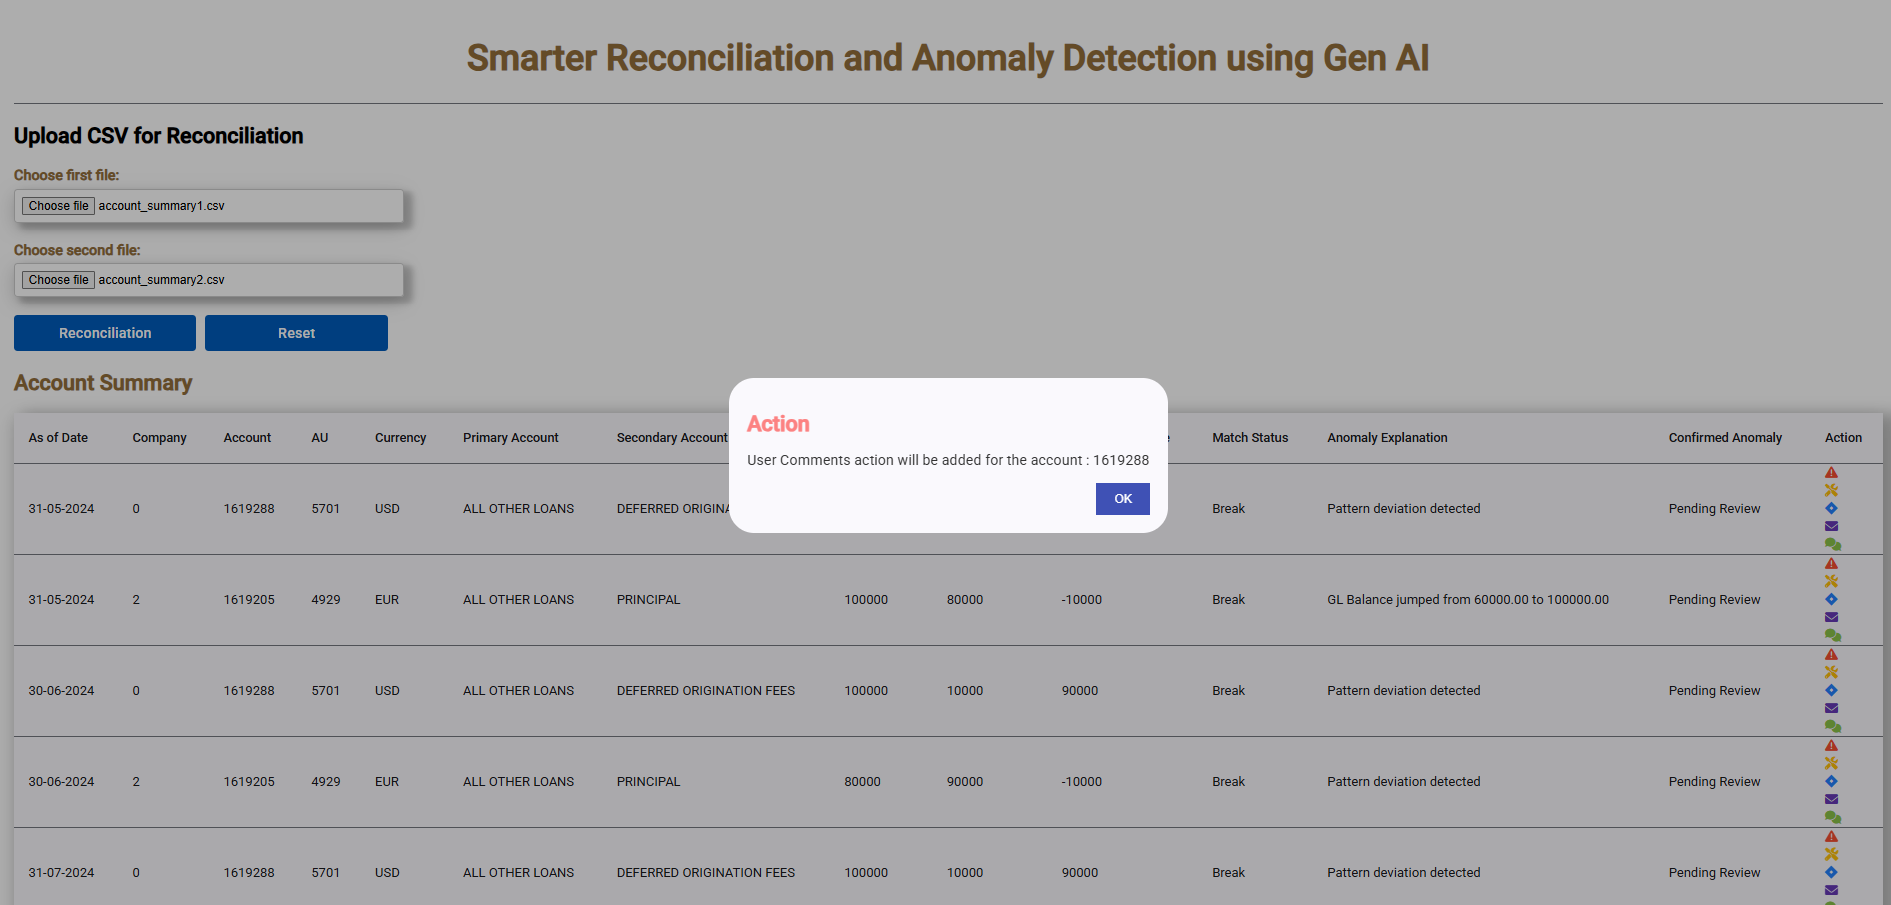 Smarter Reconciliation and Anomaly Detection using Gen AI
Upload CSV for Reconciliation
Choose first file:
Choose file account_summary1.csv
Choose second file:
Choose file account_summary2.csv
Reconciliation Reset
Account Summary
Action
User Comments action will be added for the account : 1619288
OK
As of Date Company Account AU Currency Primary Account Secondary Account Match Status Anomaly Explanation Confirmed Anomaly Action
31-05-2024 0 1619288 5701 USD ALL OTHER LOANS DEFERRED ORIGINA Break Pattern deviation detected Pending Review
31-05-2024 2 1619205 4929 EUR ALL OTHER LOANS PRINCIPAL 100000 80000 -10000 Break GL Balance jumped from 60000.00 to 100000.00 Pending Review
30-06-2024 0 1619288 5701 USD ALL OTHER LOANS DEFERRED ORIGINATION FEES 100000 10000 90000 Break Pattern deviation detected Pending Review
30-06-2024 2 1619205 4929 EUR ALL OTHER LOANS PRINCIPAL 80000 90000 -10000 Break Pattern deviation detected Pending Review
31-07-2024 0 1619288 5701 USD ALL OTHER LOANS DEFERRED ORIGINATION FEES 100000 10000 90000 Break Pattern deviation detected Pending Review